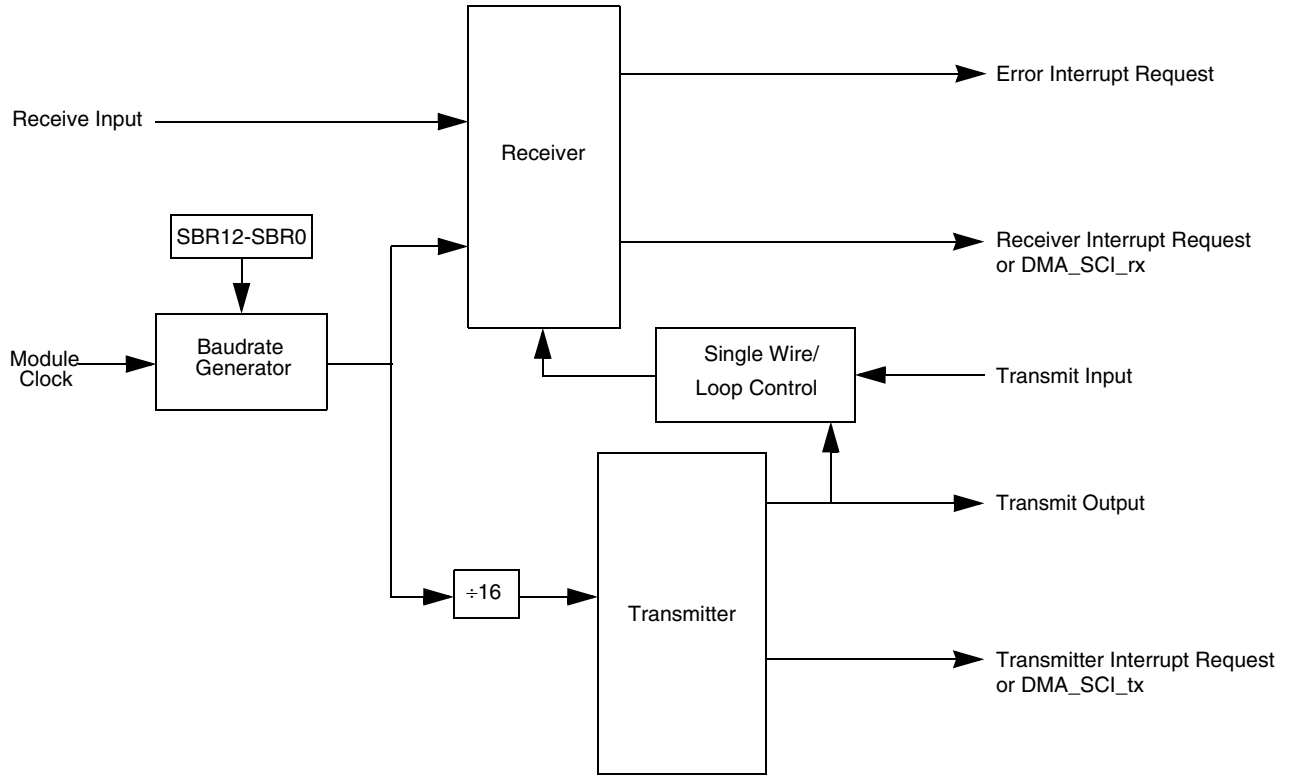 Error Interrupt Request
Receive Input
Receiver
SBR12-SBR0
Receiver Interrupt Request
or DMA_SCI_rx
Module
Clock
Baudrate
Generator
Single Wire/
Loop Control
Transmit Input
Transmit Output
÷16
Transmitter
Transmitter Interrupt Request
or DMA_SCI_tx